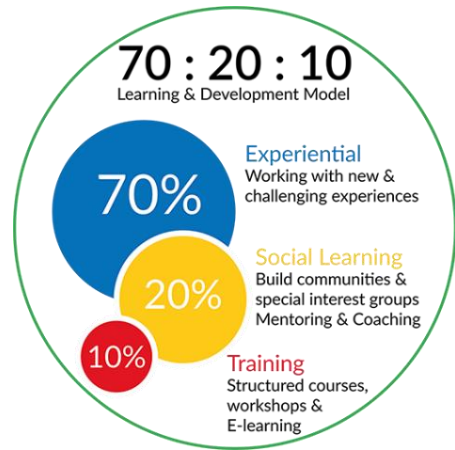 70 : 20 : 10
Learning & Development Model
70%
Experiential
Working with new &
challenging experiences
20%
Social Learning
Build communities &
special interest groups
Mentoring & Coaching
10%
Training
Structured courses,
workshops &
E-learning